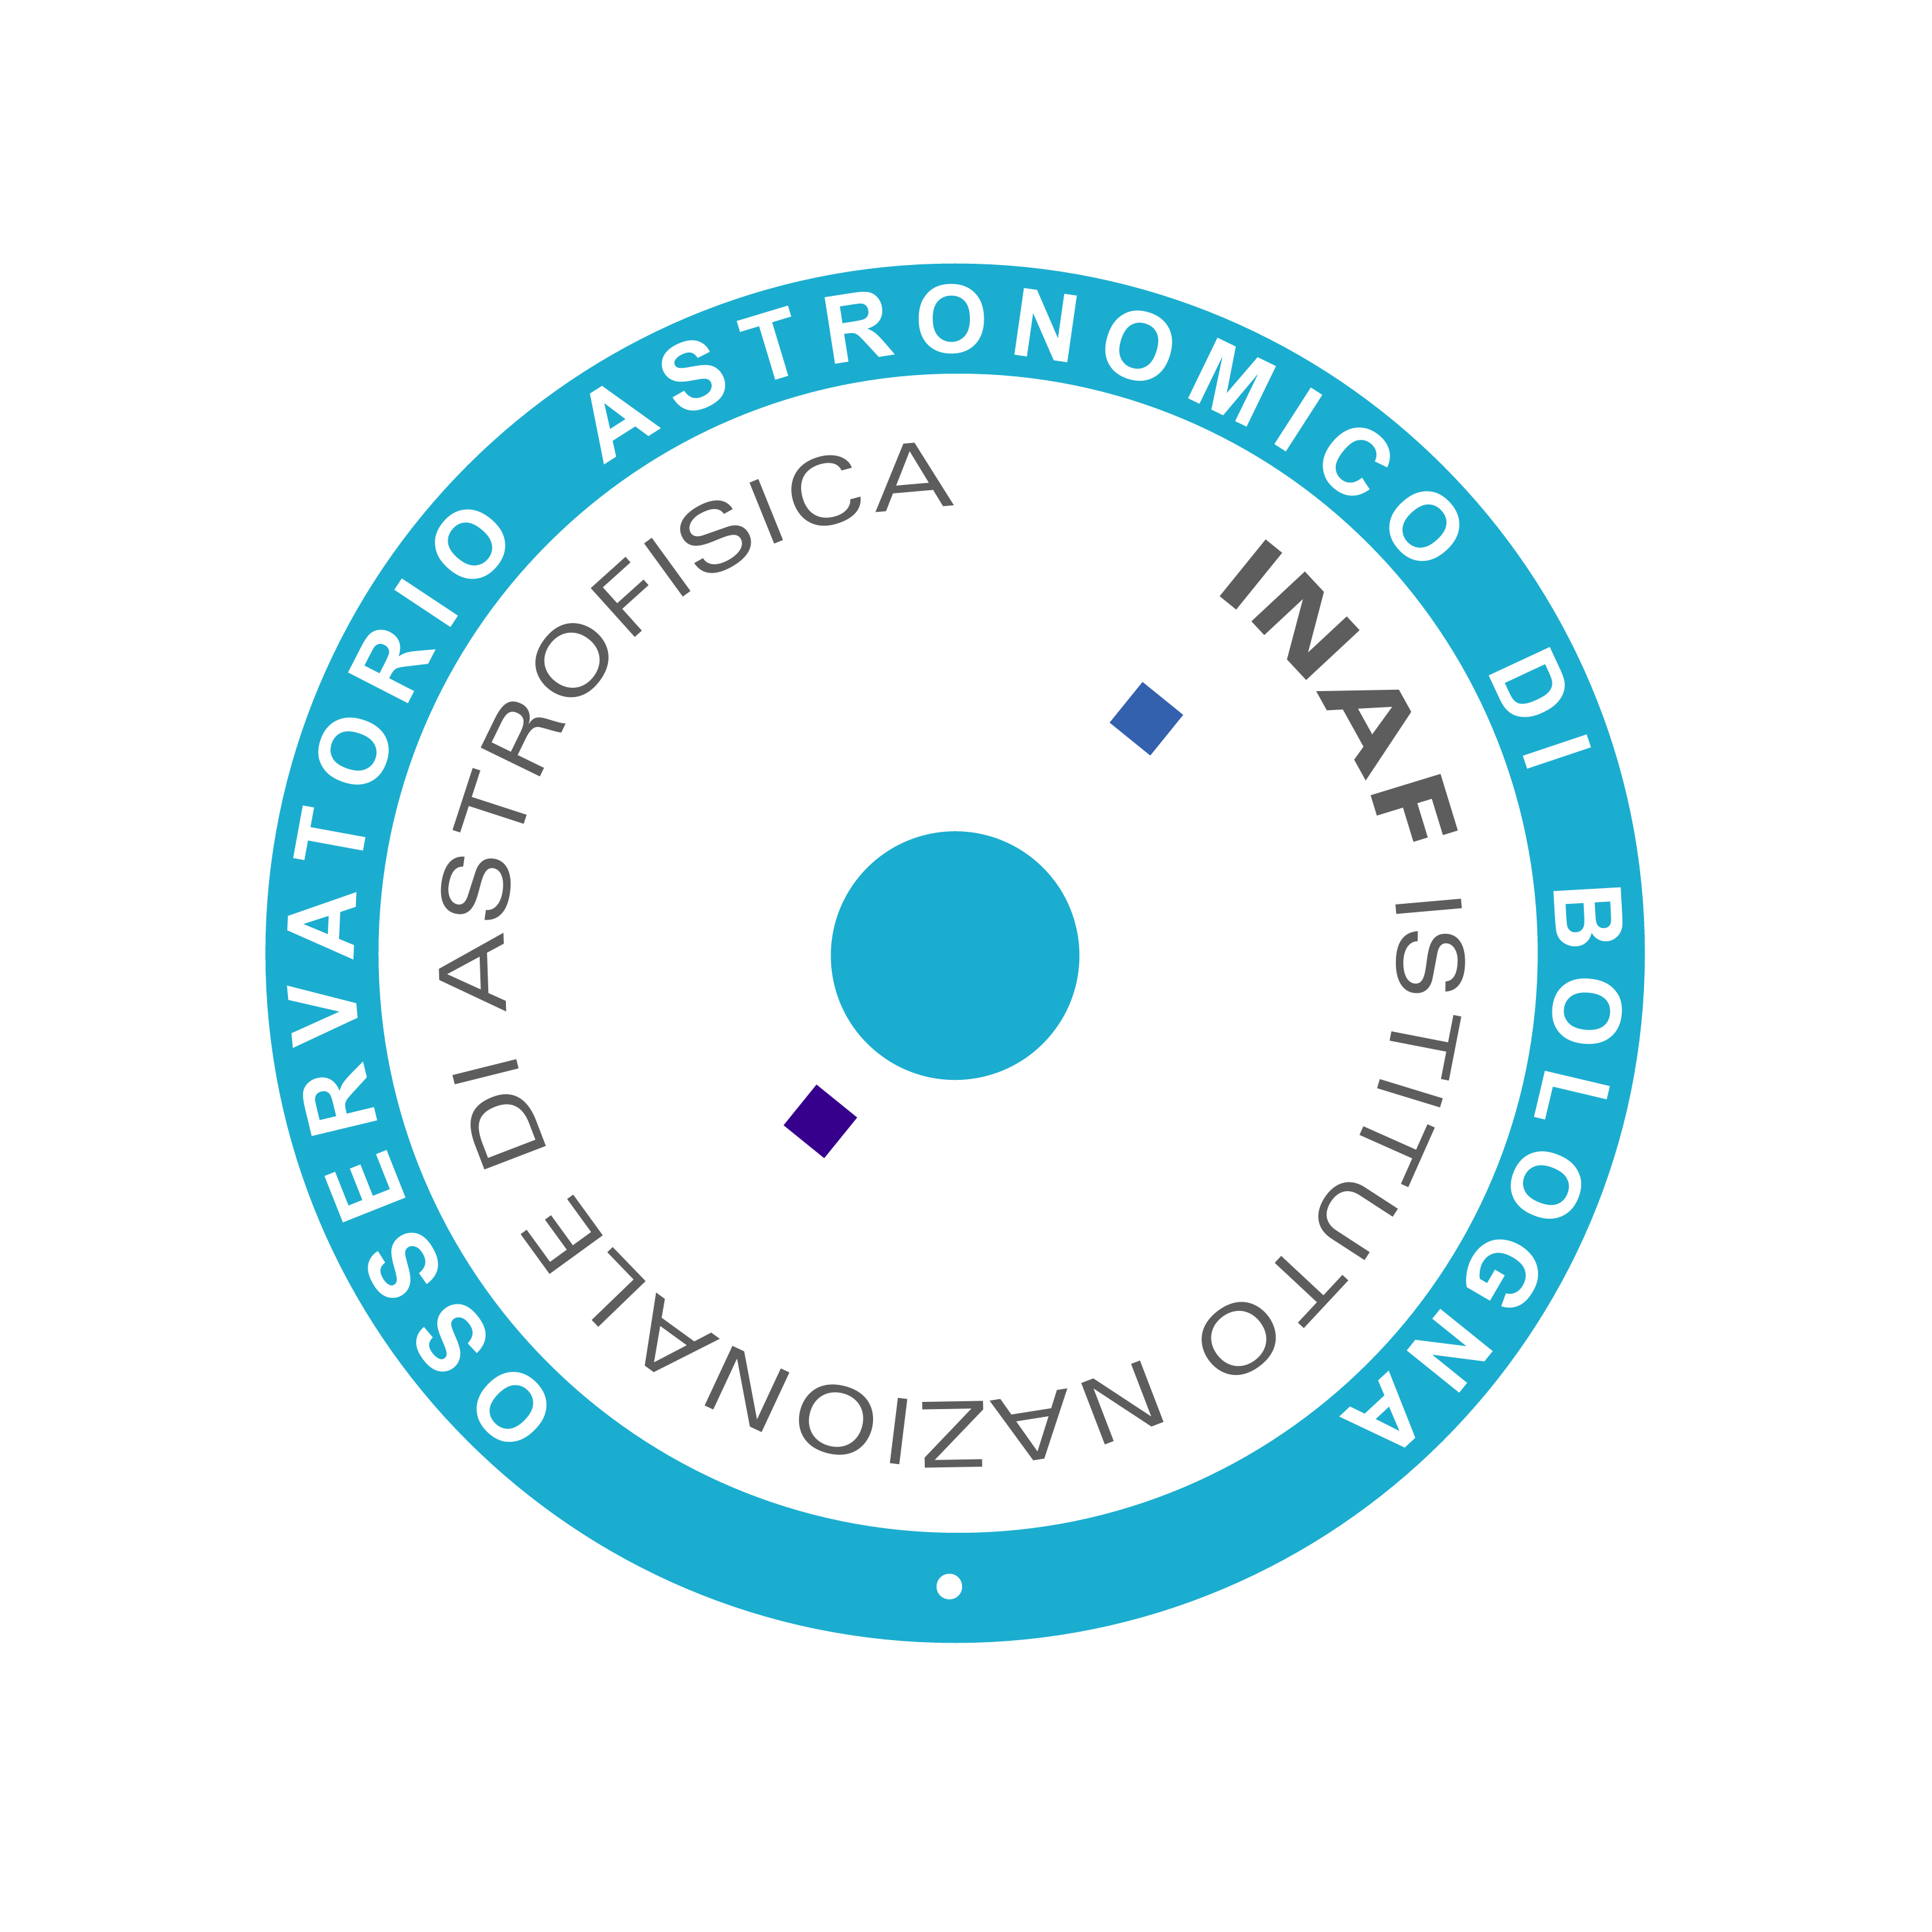 OSSERVATORIO ASTRONOMICO DI BOLOGNA
INAF ISTITUTO NAZIONALE DI ASTROFISICA